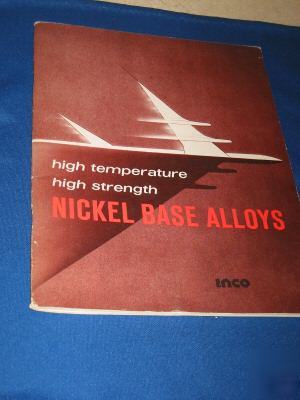 high temperature
high strength
NICKEL BASE ALLOYS
inco